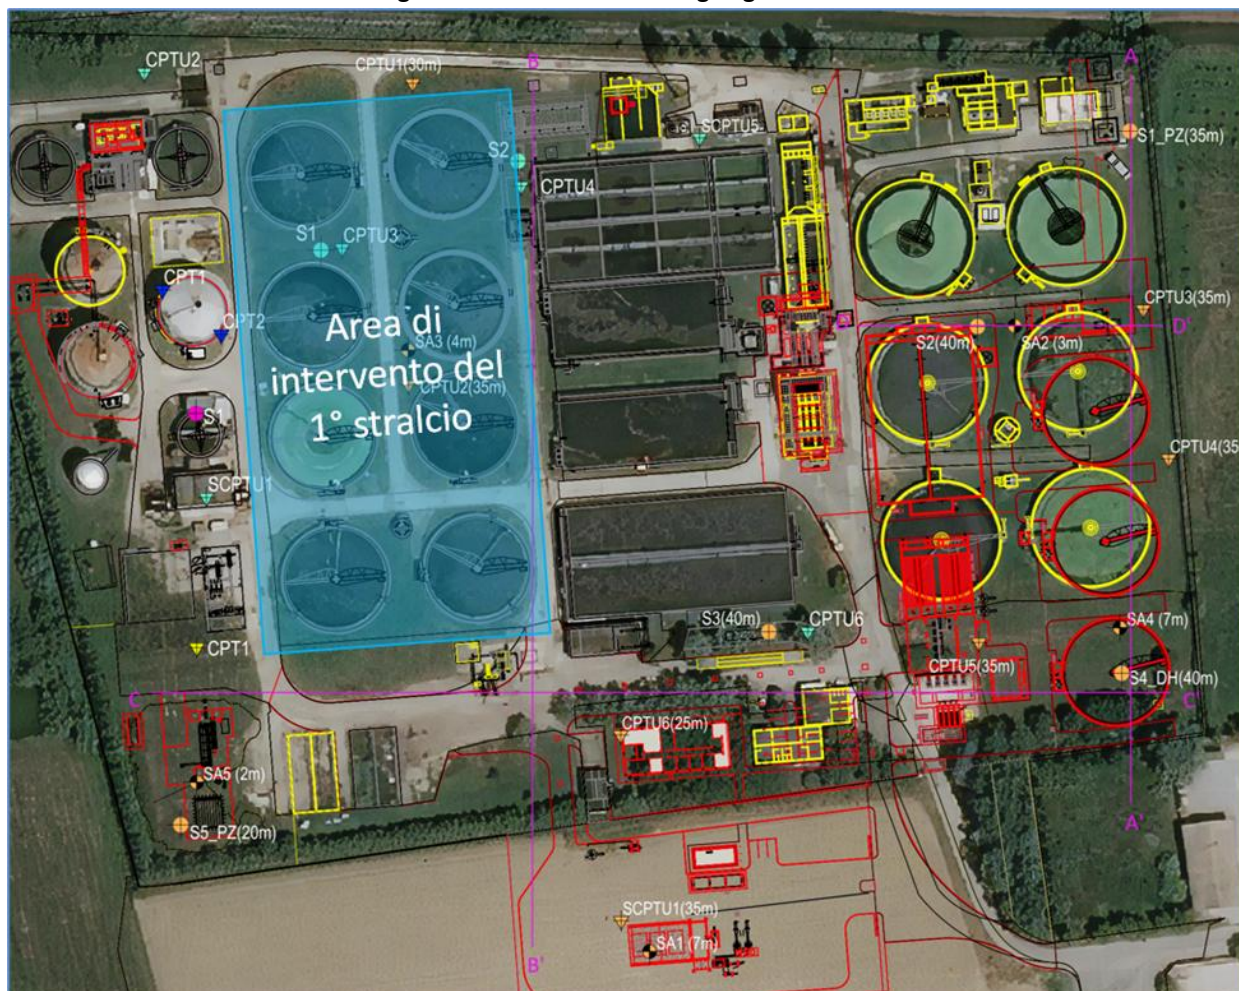 A
B
CPTU2
CPTU1(30m)
SCPTU5
S1_PZ(35m)
S2
CPTU4
S1
CPTU3
CPT1
CPTU3(35m)
Area di
intervento del
1° stralcio
CPT2
D'
S2(40m)
SA2 (3m)
SA3 (4m)
CPTU2(35m)
S1
CPTU4(35
SCPTU1
S3(40m)
CPTU6
SA4 (7m)
CPT1
CPTU5(35m)
S4_DH(40m)
C
C
CPTU6(25m)
SA5 (2m)
S5_PZ(20m)
A'
SCPTU1(35m)
SA1 (7m)
B'